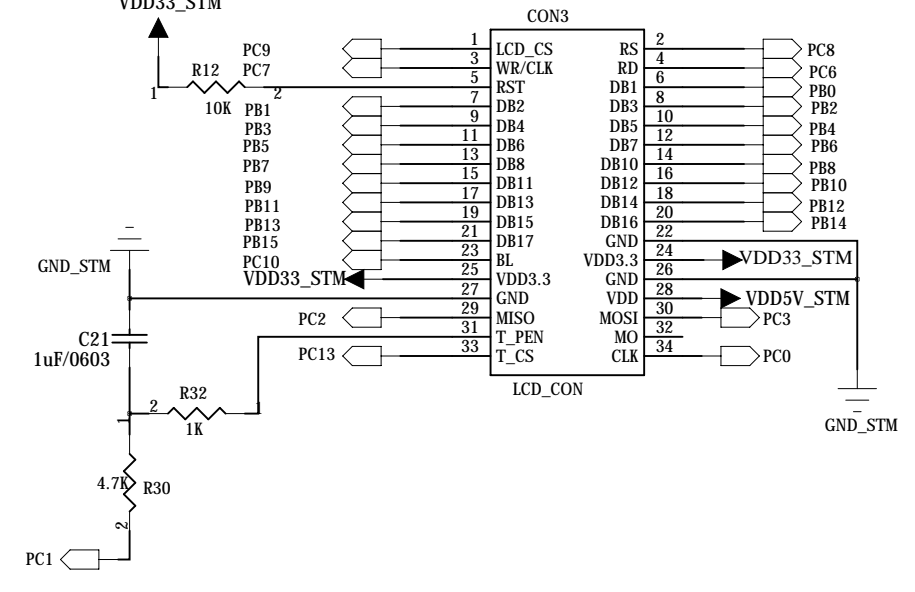 VDD33_STM
CON3
PC9 1 LCD_CS RS 2 PC8
PC7 3 WR/CLK RD 4 PC6
1 R12 10K 2 5 RST DB1 6 PB0
PB1 7 DB2 DB3 8 PB2
PB3 9 DB4 DB5 10 PB4
PB5 11 DB6 DB7 12 PB6
PB7 13 DB8 DB10 14 PB8
PB9 15 DB11 DB12 16 PB10
PB11 17 DB13 DB14 18 PB12
PB13 19 DB15 DB16 20 PB14
PB15 21 DB17 GND 22
PC10 23 BL VDD3.3 24 VDD33_STM
VDD33_STM 25 VDD3.3 GND 26
GND_STM
27 GND VDD 28 VDD5V_STM
PC2 29 MISO MOSI 30 PC3
31 T_PEN MO 32
PC13 33 T_CS CLK 34 PC0
LCD_CON
C21
1uF/0603
2 R32 1
1K
GND_STM
1
4.7K R30
2
PC1